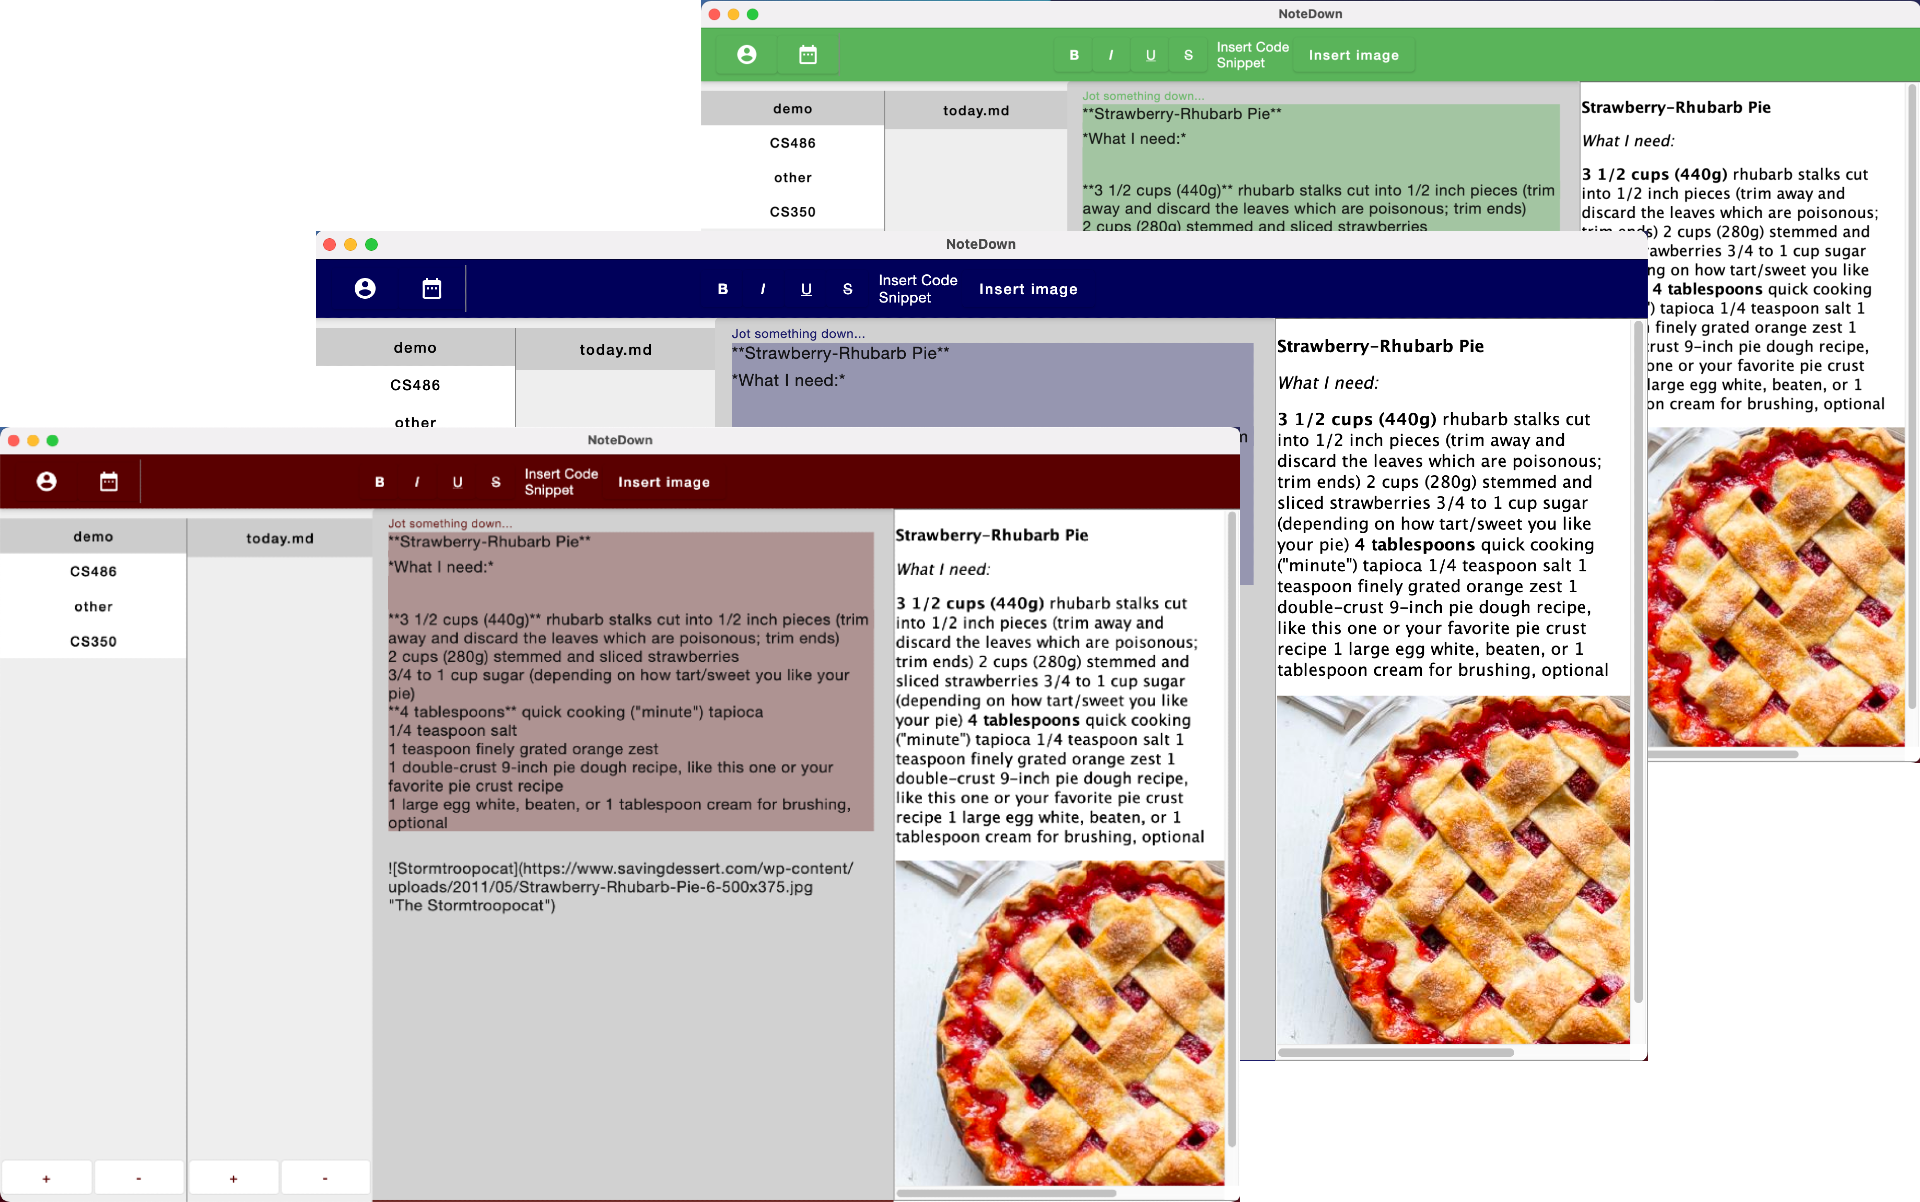 NoteDown
B I U S Insert Code Snippet Insert image
demo
CS486
other
CS350
today.md
Jot something down...
**Strawberry-Rhubarb Pie**
*What I need:*
**3 1/2 cups (440g)** rhubarb stalks cut into 1/2 inch pieces (trim
away and discard the leaves which are poisonous; trim ends)
2 cups (280g) stemmed and sliced strawberries
Strawberry-Rhubarb Pie
What I need:
3 1/2 cups (440g) rhubarb stalks cut
into 1/2 inch pieces (trim away and
discard the leaves which are poisonous;
trim ends) 2 cups (280g) stemmed and
3/4 to 1 cup sugar
on how tart/sweet you like
4 tablespoons quick cooking
tapioca 1/4 teaspoon salt 1
finely grated orange zest 1
9-inch pie dough recipe,
one or your favorite pie crust
large egg white, beaten, or 1
cream for brushing, optional
NoteDown
B I U S Insert Code Snippet Insert image
demo
CS486
other
today.md
Jot something down...
**Strawberry-Rhubarb Pie**
*What I need:*
Strawberry-Rhubarb Pie
What I need:
3 1/2 cups (440g) rhubarb stalks cut
into 1/2 inch pieces (trim away and
discard the leaves which are poisonous;
trim ends) 2 cups (280g) stemmed and
sliced strawberries 3/4 to 1 cup sugar
(depending on how tart/sweet you like
your pie) 4 tablespoons quick cooking
("minute") tapioca 1/4 teaspoon salt 1
teaspoon finely grated orange zest 1
double-crust 9-inch pie dough recipe,
like this one or your favorite pie crust
recipe 1 large egg white, beaten, or 1
tablespoon cream for brushing, optional
NoteDown
B I U S Insert Code Snippet Insert image
demo
CS486
other
CS350
today.md
Jot something down...
**Strawberry-Rhubarb Pie**
*What I need:*
**3 1/2 cups (440g)** rhubarb stalks cut into 1/2 inch pieces (trim
away and discard the leaves which are poisonous; trim ends)
2 cups (280g) stemmed and sliced strawberries
3/4 to 1 cup sugar (depending on how tart/sweet you like your
pie)
**4 tablespoons** quick cooking ("minute") tapioca
1/4 teaspoon salt
1 teaspoon finely grated orange zest
1 double-crust 9-inch pie dough recipe, like this one or your
favorite pie crust recipe
1 large egg white, beaten, or 1 tablespoon cream for brushing,
optional
![Stormtroopocat](https://www.savingdessert.com/wp-content/
uploads/2011/05/Strawberry-Rhubarb-Pie-6-500x375.jpg
"The Stormtroopocat")
Strawberry-Rhubarb Pie
What I need:
3 1/2 cups (440g) rhubarb stalks cut
into 1/2 inch pieces (trim away and
discard the leaves which are poisonous;
trim ends) 2 cups (280g) stemmed and
sliced strawberries 3/4 to 1 cup sugar
(depending on how tart/sweet you like
your pie) 4 tablespoons quick cooking
("minute") tapioca 1/4 teaspoon salt 1
teaspoon finely grated orange zest 1
double-crust 9-inch pie dough recipe,
like this one or your favorite pie crust
recipe 1 large egg white, beaten, or 1
tablespoon cream for brushing, optional
+ - + -